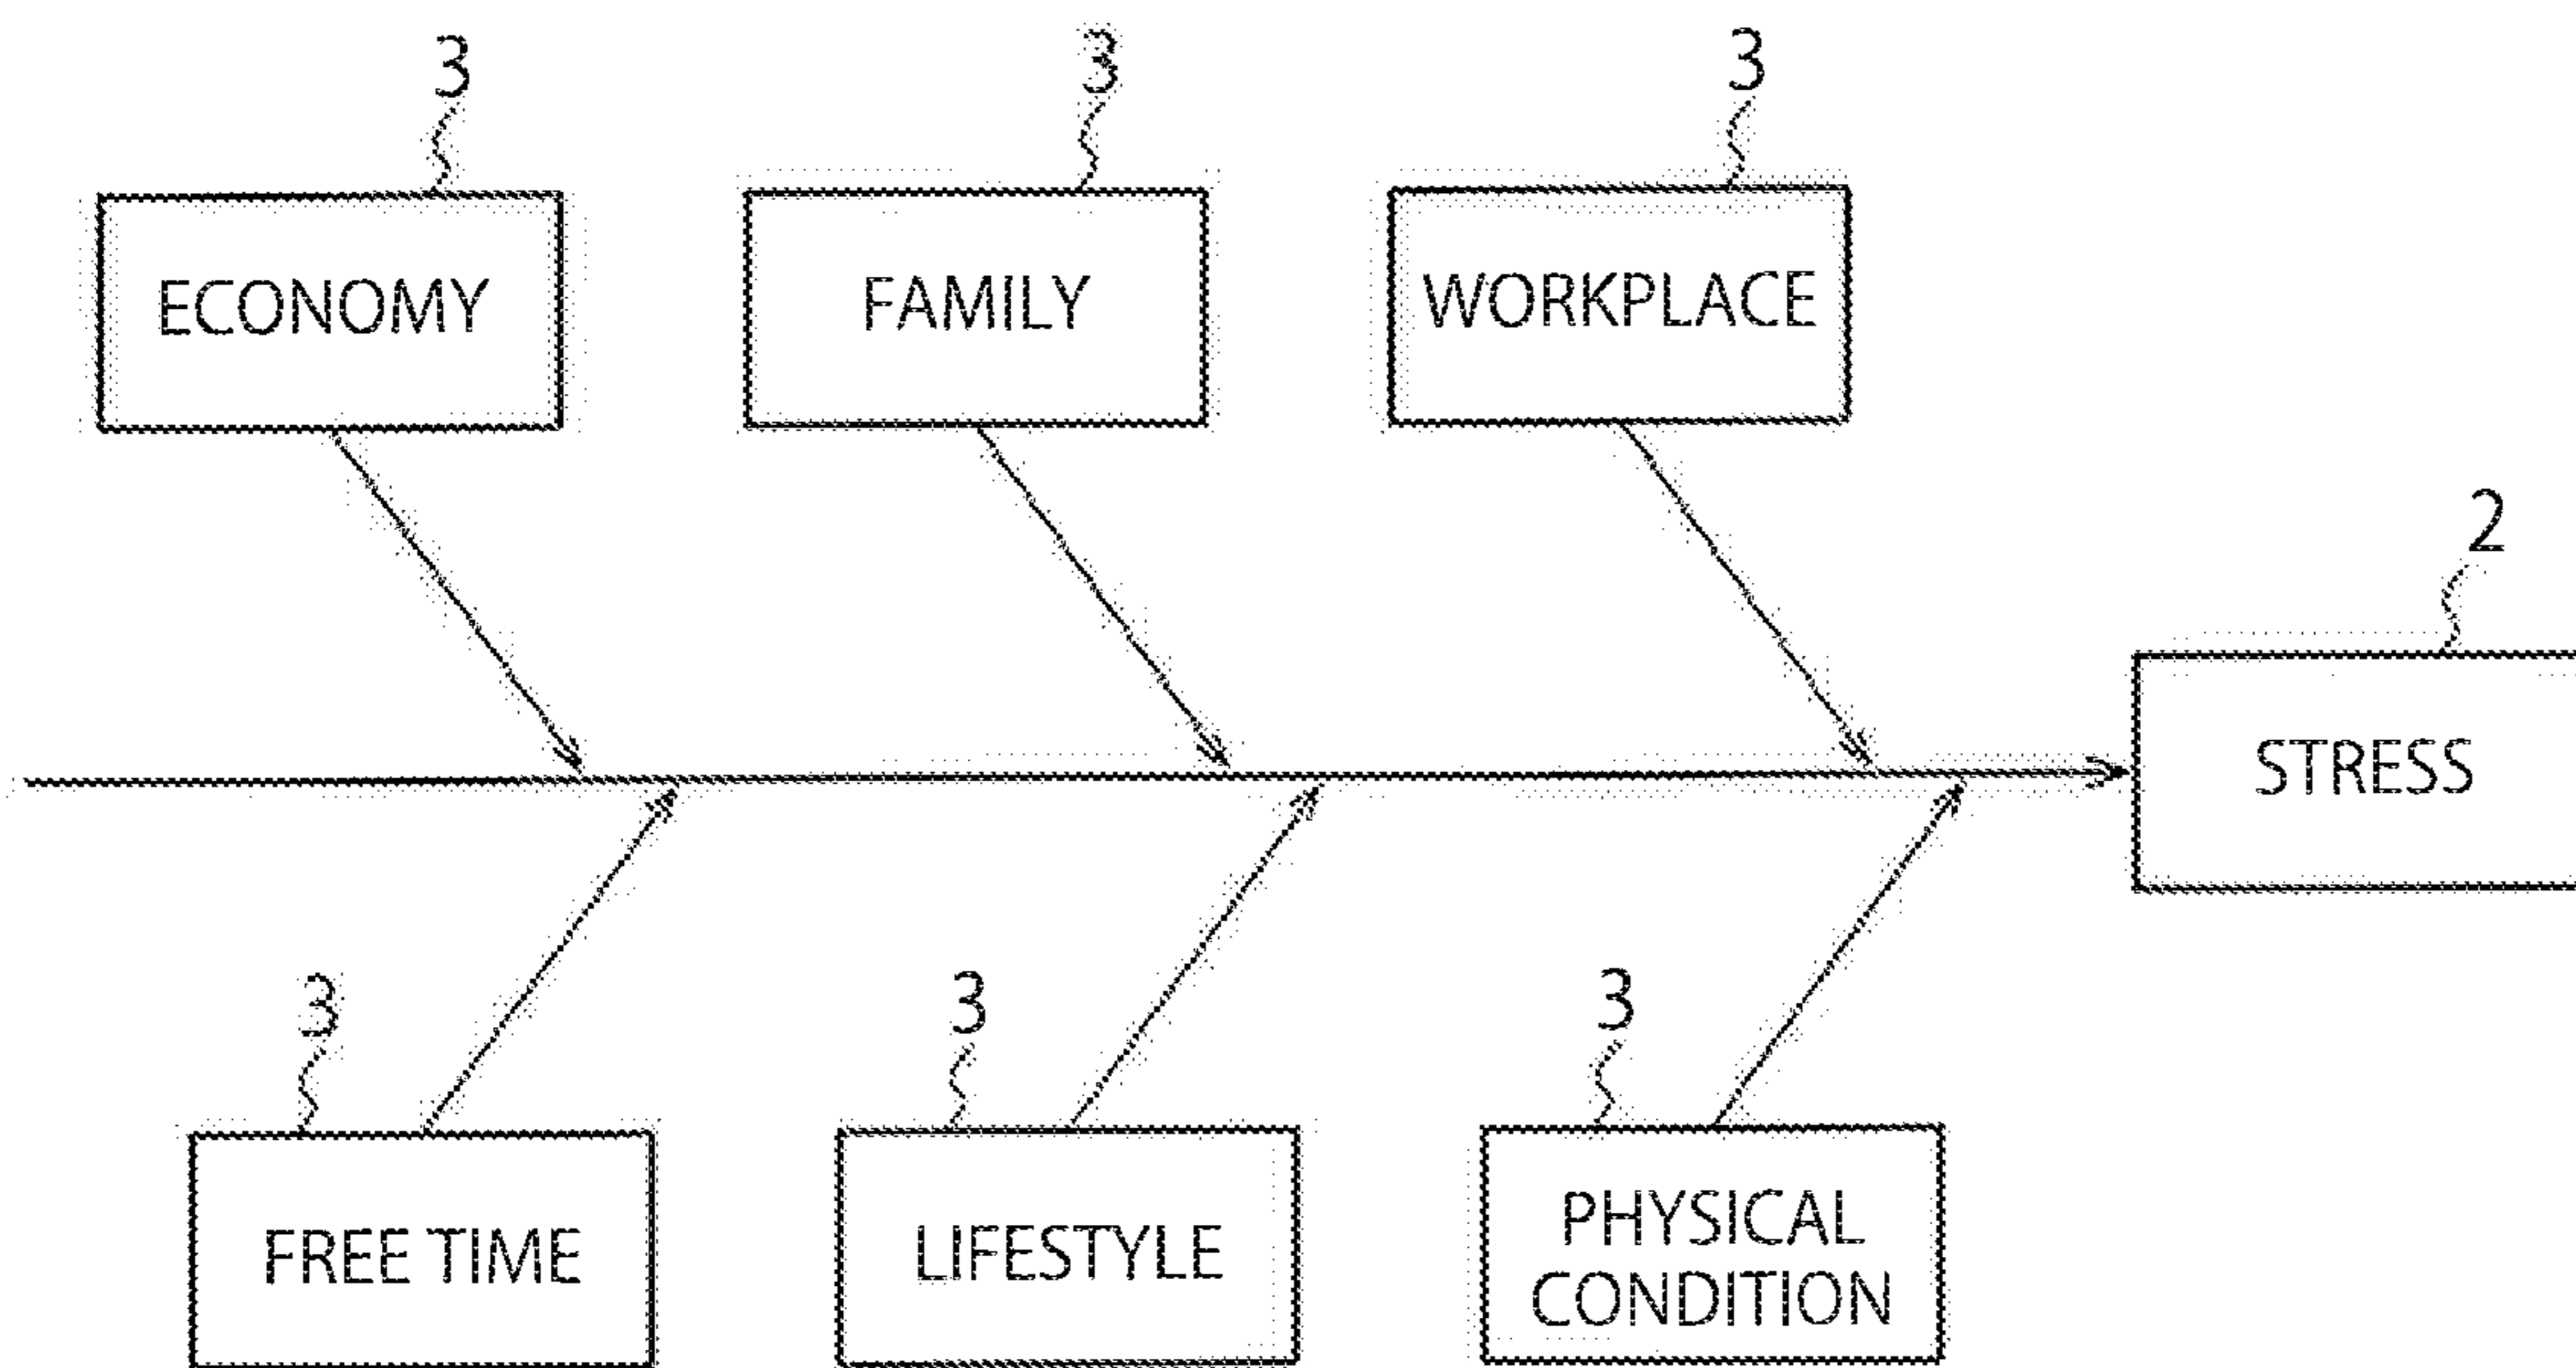 3
3
3
ECONOMY
FAMILY
WORKPLACE
2
STRESS
3
3
3
FREE TIME
LIFESTYLE
PHYSICAL
CONDITION